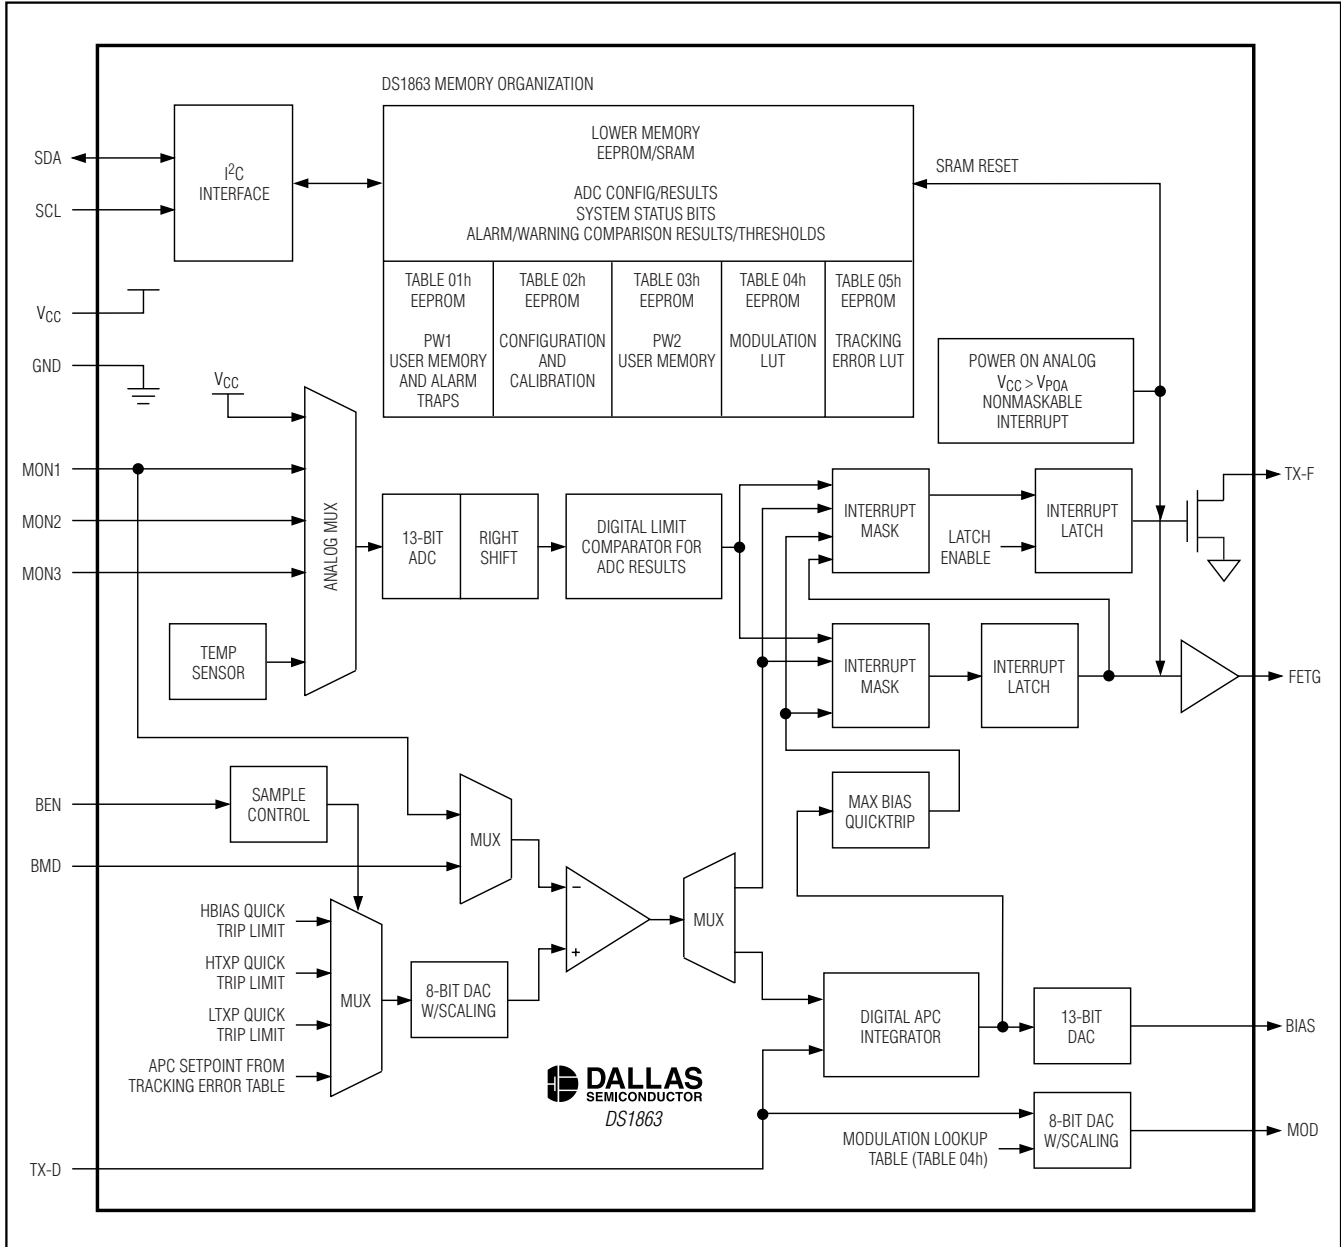 DS1863 MEMORY ORGANIZATION
LOWER MEMORY
EEPROM/SRAM
ADC CONFIG/RESULTS
SYSTEM STATUS BITS
ALARM/WARNING COMPARISON RESULTS/THRESHOLDS
SDA
SCL
I²C
INTERFACE
SRAM RESET
TABLE 01h
EEPROM
PW1
USER MEMORY
AND ALARM
TRAPS
TABLE 02h
EEPROM
CONFIGURATION
AND
CALIBRATION
TABLE 03h
EEPROM
PW2
USER MEMORY
TABLE 04h
EEPROM
MODULATION
LUT
TABLE 05h
EEPROM
TRACKING
ERROR LUT
VCC
GND
VCC
POWER ON ANALOG
VCC > VPOA
NONMASKABLE
INTERRUPT
MON1
MON2
MON3
ANALOG MUX
13-BIT
ADC
RIGHT
SHIFT
DIGITAL LIMIT
COMPARATOR FOR
ADC RESULTS
INTERRUPT
MASK
LATCH
ENABLE
INTERRUPT
LATCH
TX-F
TEMP
SENSOR
INTERRUPT
MASK
INTERRUPT
LATCH
FETG
BEN
SAMPLE
CONTROL
BMD
MUX
MAX BIAS
QUICKTRIP
HBIAS QUICK
TRIP LIMIT
HTXP QUICK
TRIP LIMIT
LTXP QUICK
TRIP LIMIT
APC SETPOINT FROM
TRACKING ERROR TABLE
MUX
8-BIT DAC
W/SCALING
−
+
MUX
DIGITAL APC
INTEGRATOR
13-BIT
DAC
BIAS
DALLAS
SEMICONDUCTOR
DS1863
MODULATION LOOKUP
TABLE (TABLE 04h)
8-BIT DAC
W/SCALING
MOD
TX-D